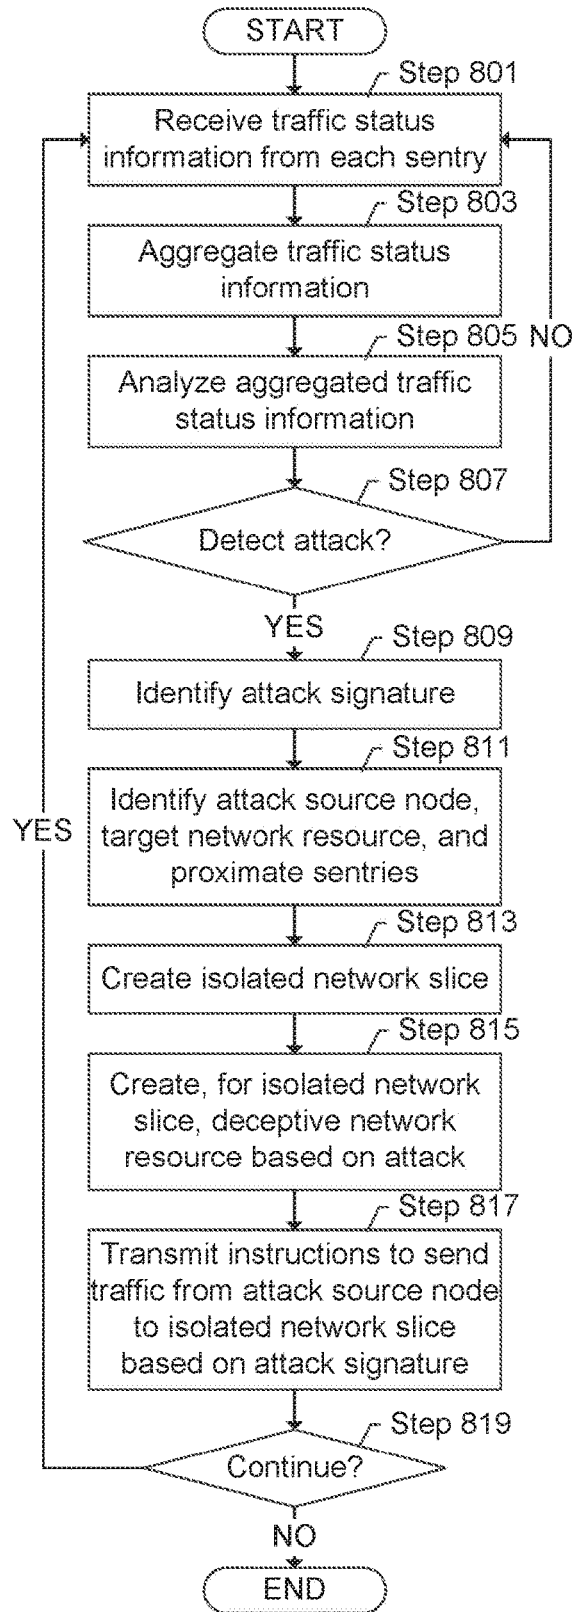 START
Step 801
Receive traffic status
information from each sentry
Step 803
Aggregate traffic status
information
Step 805
NO
Analyze aggregated traffic
status information
Step 807
Detect attack?
YES
Step 809
Identify attack signature
Step 811
Identify attack source node,
target network resource, and
proximate sentries
YES
Step 813
Create isolated network slice
Step 815
Create, for isolated network
slice, deceptive network
resource based on attack
Step 817
Transmit instructions to send
traffic from attack source node
to isolated network slice
based on attack signature
Step 819
Continue?
NO
END